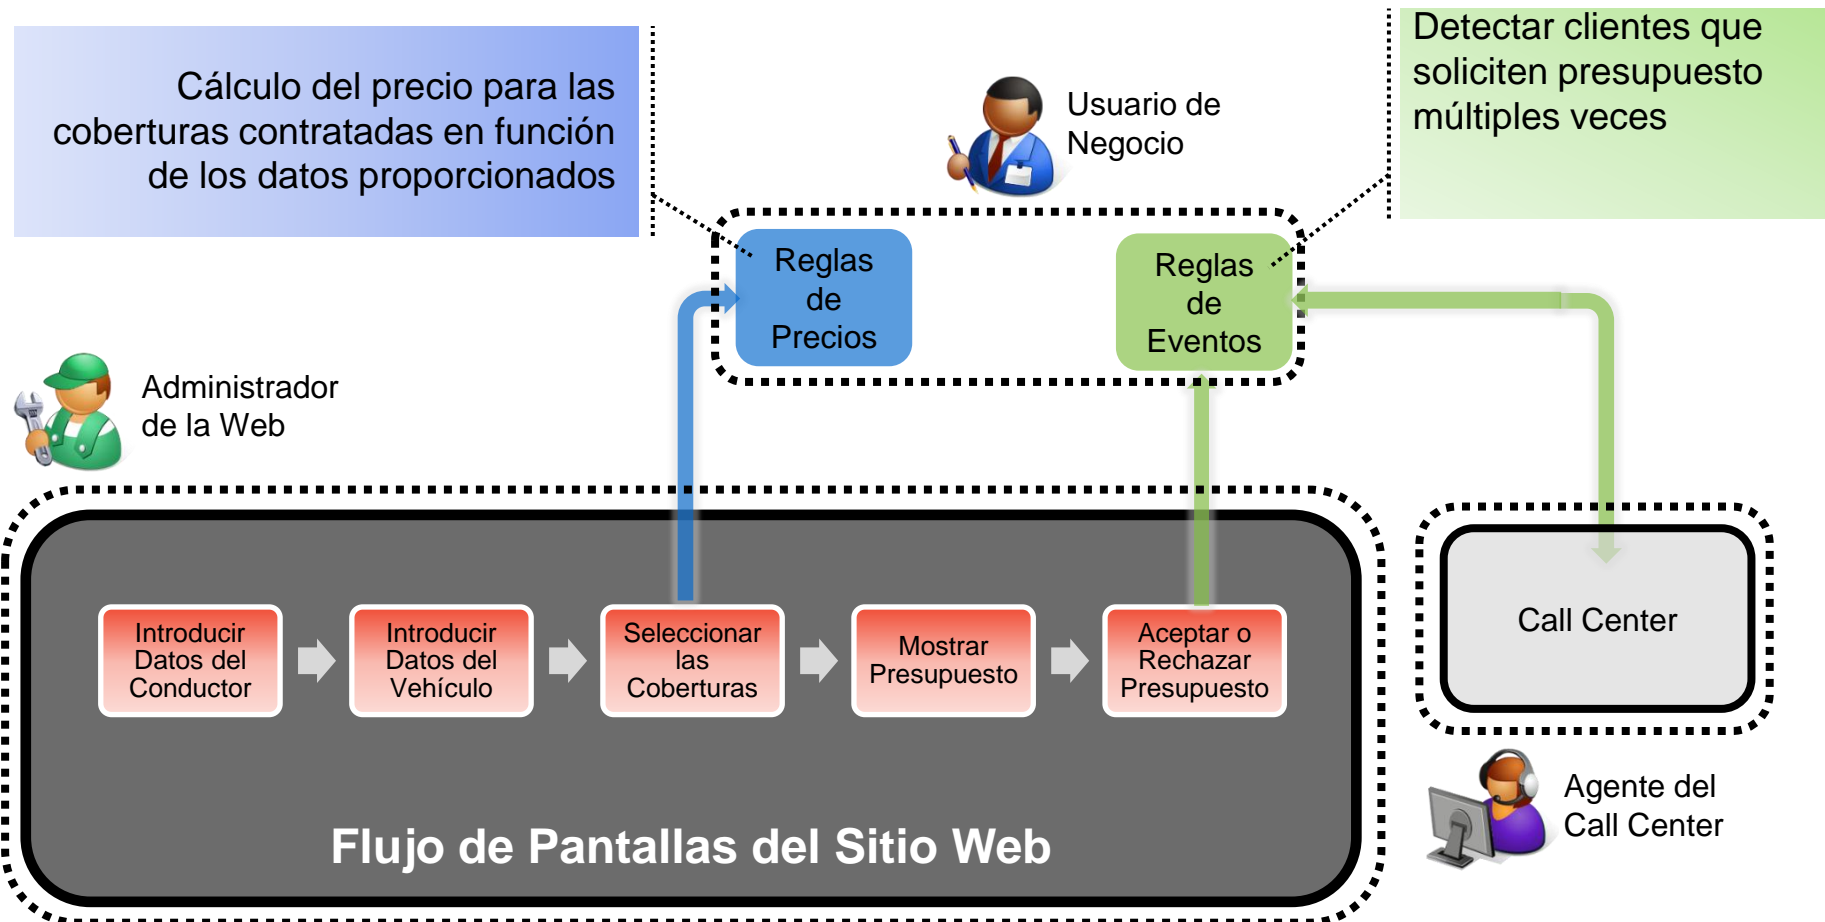 Cálculo del precio para las
coberturas contratadas en función
de los datos proporcionados
Usuario de
Negocio
Detectar clientes que
soliciten presupuesto
múltiples veces
Reglas
de
Precios
Reglas
de
Eventos
Administrador
de la Web
Introducir
Datos del
Conductor
Introducir
Datos del
Vehículo
Seleccionar
las
Coberturas
Mostrar
Presupuesto
Aceptar o
Rechazar
Presupuesto
Call Center
Flujo de Pantallas del Sitio Web
Agente del
Call Center